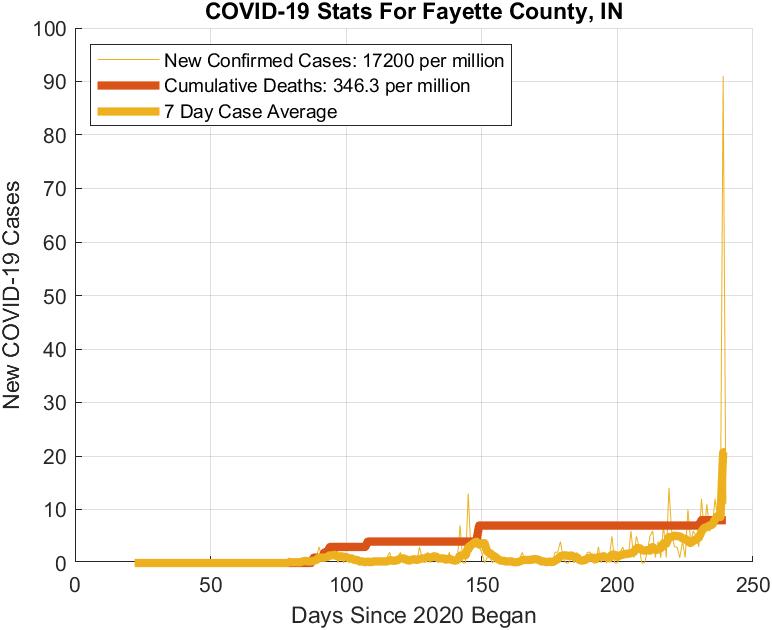 COVID-19 Stats For Fayette County, IN
100
90
80
70
60
50
40
30
20
10
0
New COVID-19 Cases
New Confirmed Cases: 17200 per million
Cumulative Deaths: 346.3 per million
7 Day Case Average
0 50 100 150 200 250
Days Since 2020 Began